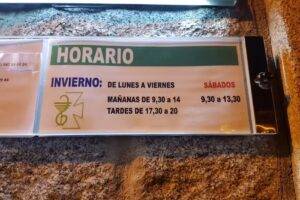 HORARIO
INVIERNO: DE LUNES A VIERNES SÁBADOS
MAÑANAS DE 9,30 a 14 9,30 a 13,30
TARDES DE 17,30 a 20